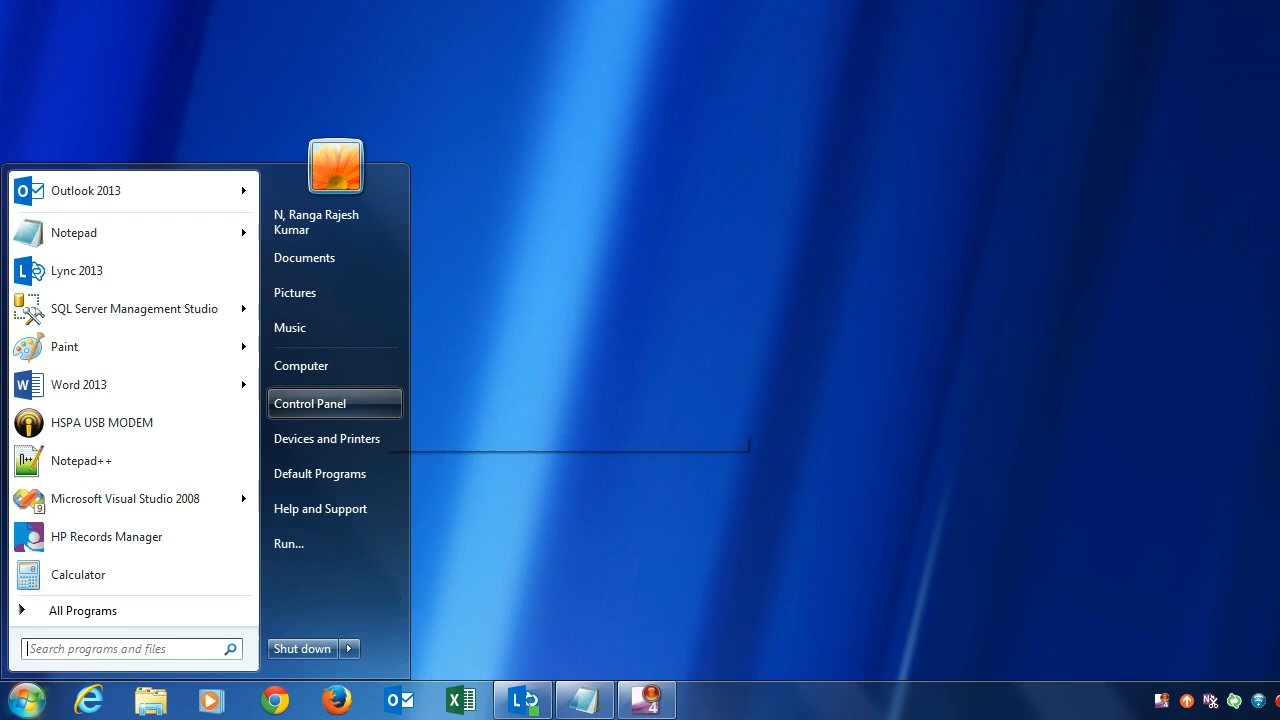 Outlook 2013
Notepad
Lync 2013
SQL Server Management Studio
Paint
Word 2013
HSPA USB MODEM
Notepad++
Microsoft Visual Studio 2008
9
HP Records Manager
Calculator
All Programs
Search programs and files
N, Ranga Rajesh
Kumar
Documents
Pictures
Music
Computer
Control Panel
Devices and Printers
Default Programs
Help and Support
Run...
Shut down
4